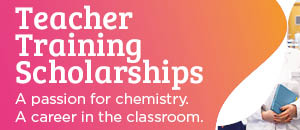 Teacher
Training
Scholarships
A passion for chemistry.
A career in the classroom.